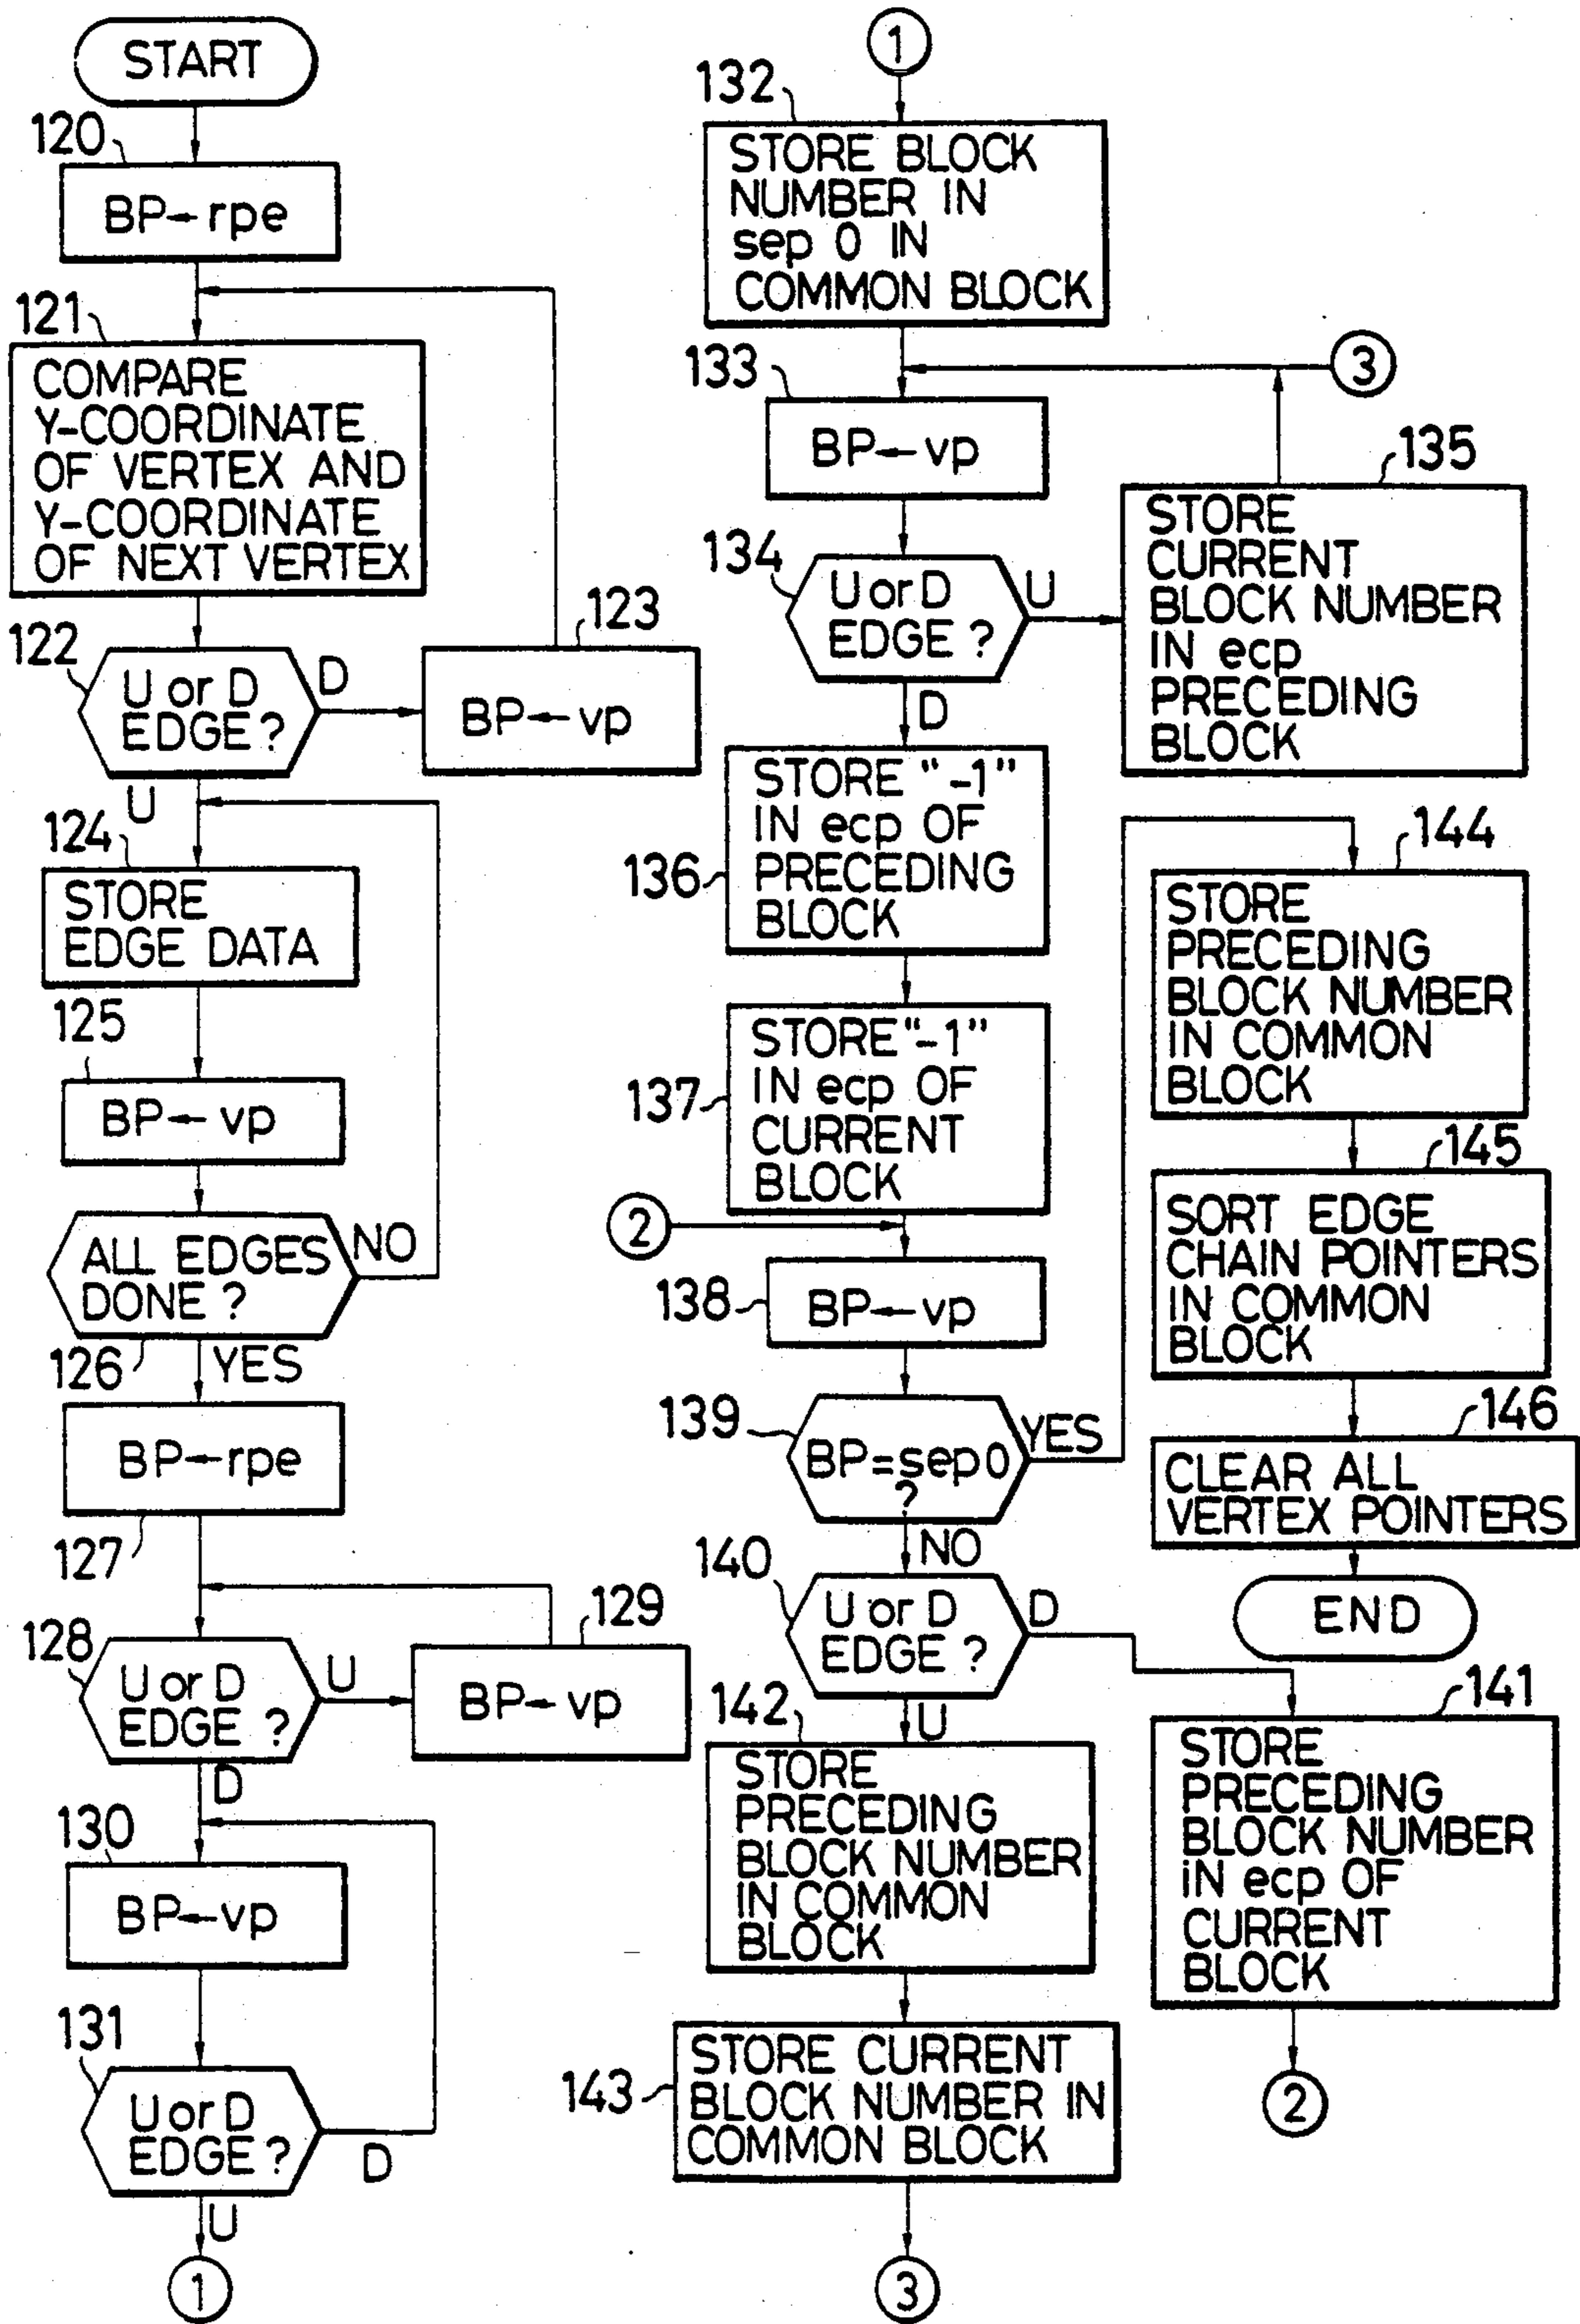 START
120
BP←rpe
121
COMPARE
Y-COORDINATE
OF VERTEX AND
Y-COORDINATE
OF NEXT VERTEX
122
U or D
EDGE?
D
123
BP←vp
U
124
STORE
EDGE DATA
125
BP←vp
ALL EDGES
DONE?
NO
126
YES
BP←rpe
127
128
U or D
EDGE?
U
129
BP←vp
D
130
BP←vp
131
U or D
EDGE?
D
U
1
1
132
STORE BLOCK
NUMBER IN
sep 0 IN
COMMON BLOCK
3
133
BP←vp
134
U or D
EDGE?
U
135
STORE
CURRENT
BLOCK NUMBER
IN ecp
PRECEDING
BLOCK
D
136
STORE "-1"
IN ecp OF
PRECEDING
BLOCK
137
STORE "-1"
IN ecp OF
CURRENT
BLOCK
2
138
BP←vp
139
BP=sep0
?
YES
NO
140
U or D
EDGE?
D
U
142
STORE
PRECEDING
BLOCK NUMBER
IN COMMON
BLOCK
143
STORE CURRENT
BLOCK NUMBER IN
COMMON BLOCK
3
144
STORE
PRECEDING
BLOCK NUMBER
IN COMMON
BLOCK
145
SORT EDGE
CHAIN POINTERS
IN COMMON
BLOCK
146
CLEAR ALL
VERTEX POINTERS
END
141
STORE
PRECEDING
BLOCK NUMBER
iN ecp OF
CURRENT
BLOCK
2